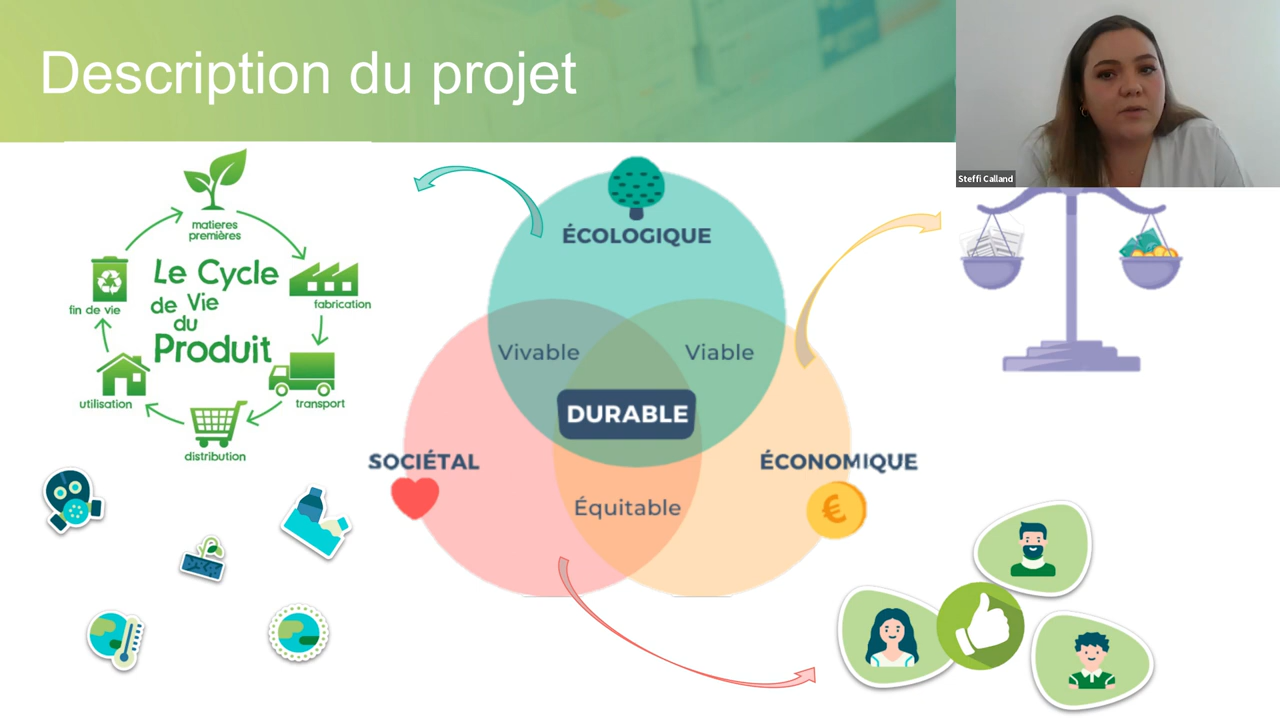 Description du projet
Steffi Calland
matieres
premières
Le Cycle
de Vie
du
Produit
fabrication
transport
distribution
utilisation
fin de vie
ÉCOLOGIQUE
Vivable
Viable
DURABLE
SOCIÉTAL
ÉCONOMIQUE
€
Équitable